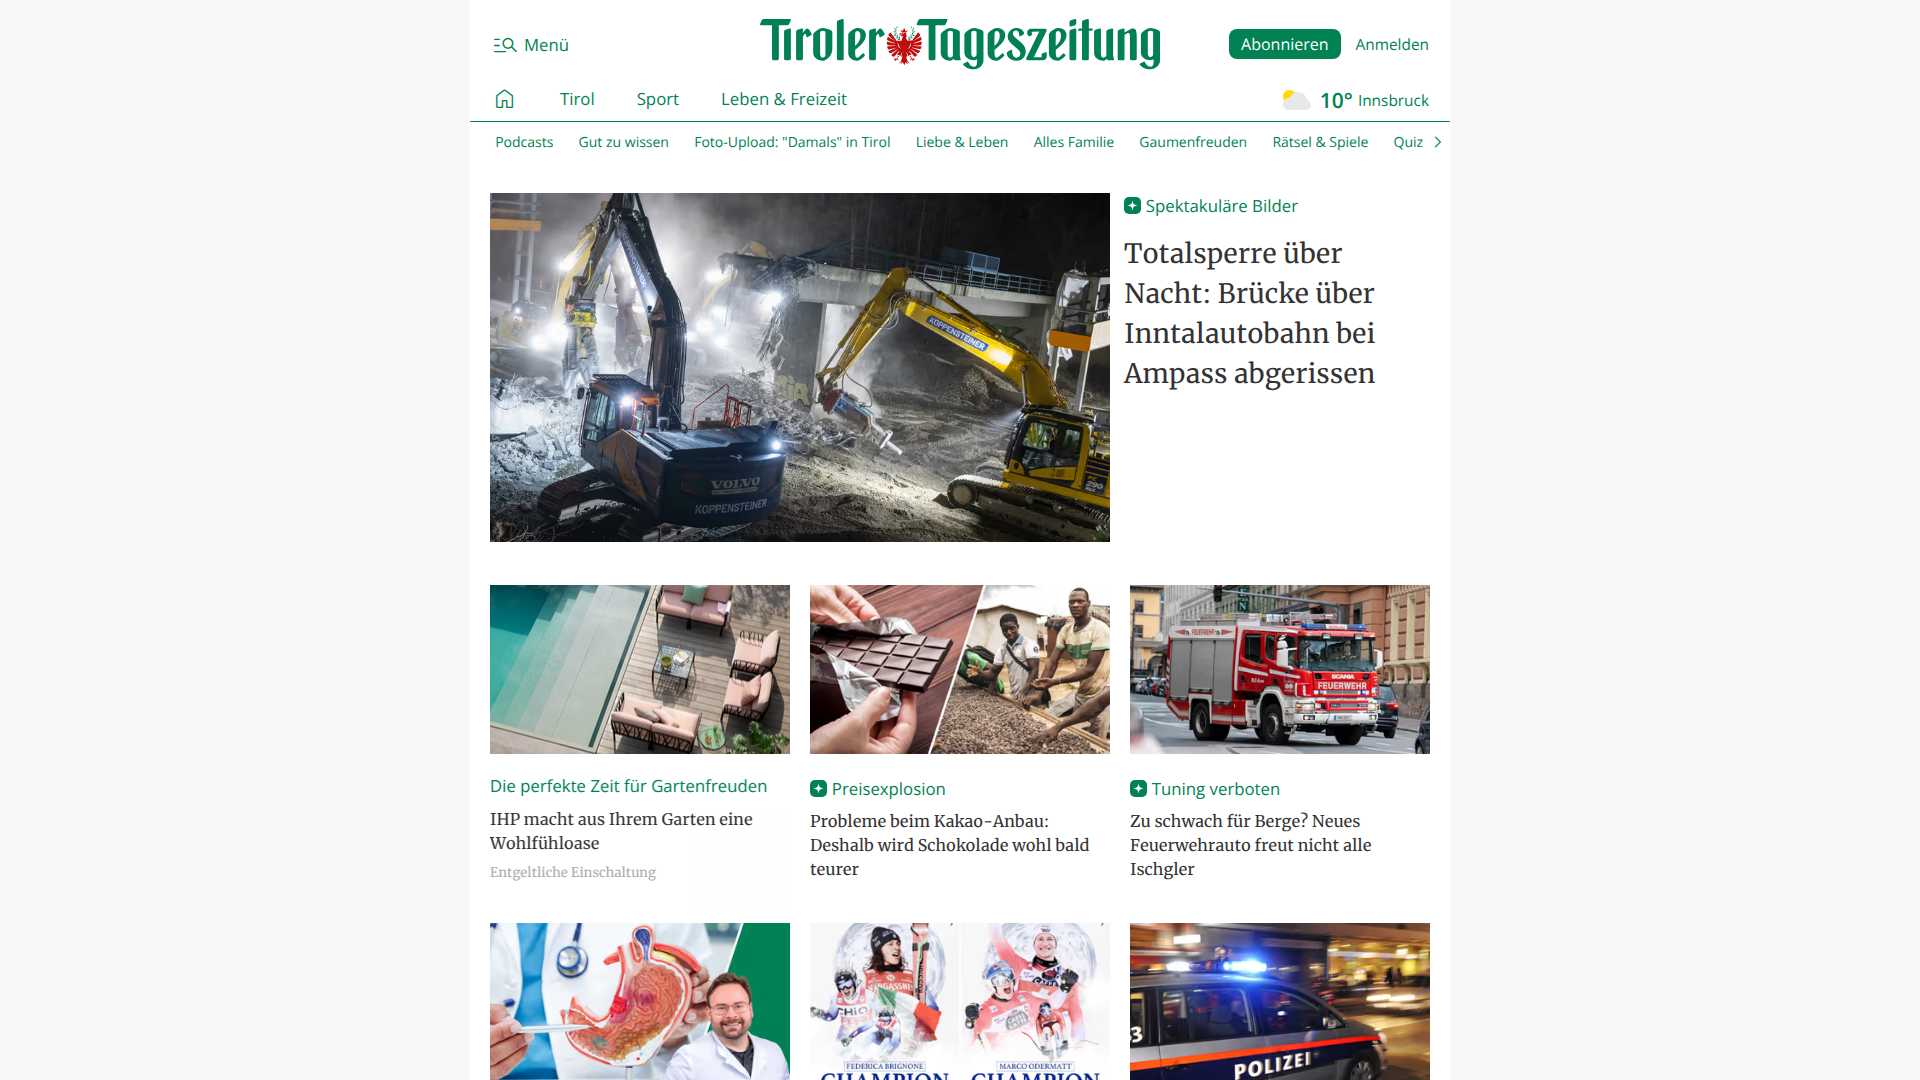 Menü
Tiroler Tageszeitung
Abonnieren
Anmelden
Tirol
Sport
Leben & Freizeit
10° Innsbruck
Podcasts
Gut zu wissen
Foto-Upload: "Damals" in Tirol
Liebe & Leben
Alles Familie
Gaumenfreuden
Rätsel & Spiele
Quiz
KOPPENSTEINER
VOLVO
KOPPENSTEINER
290
Spektakuläre Bilder
Totalsperre über
Nacht: Brücke über
Inntalautobahn bei
Ampass abgerissen
FEUERWEHR
SCANIA
FEUERWEHR
Die perfekte Zeit für Gartenfreuden
IHP macht aus Ihrem Garten eine
Wohlfühloase
Entgeltliche Einschaltung
Preisexplosion
Probleme beim Kakao-Anbau:
Deshalb wird Schokolade wohl bald
teurer
Tuning verboten
Zu schwach für Berge? Neues
Feuerwehrauto freut nicht alle
Ischgler
FEDERICA BRIGNONE
CHAMPION
MARCO ODERMATT
CHAMPION
3
POLIZEI